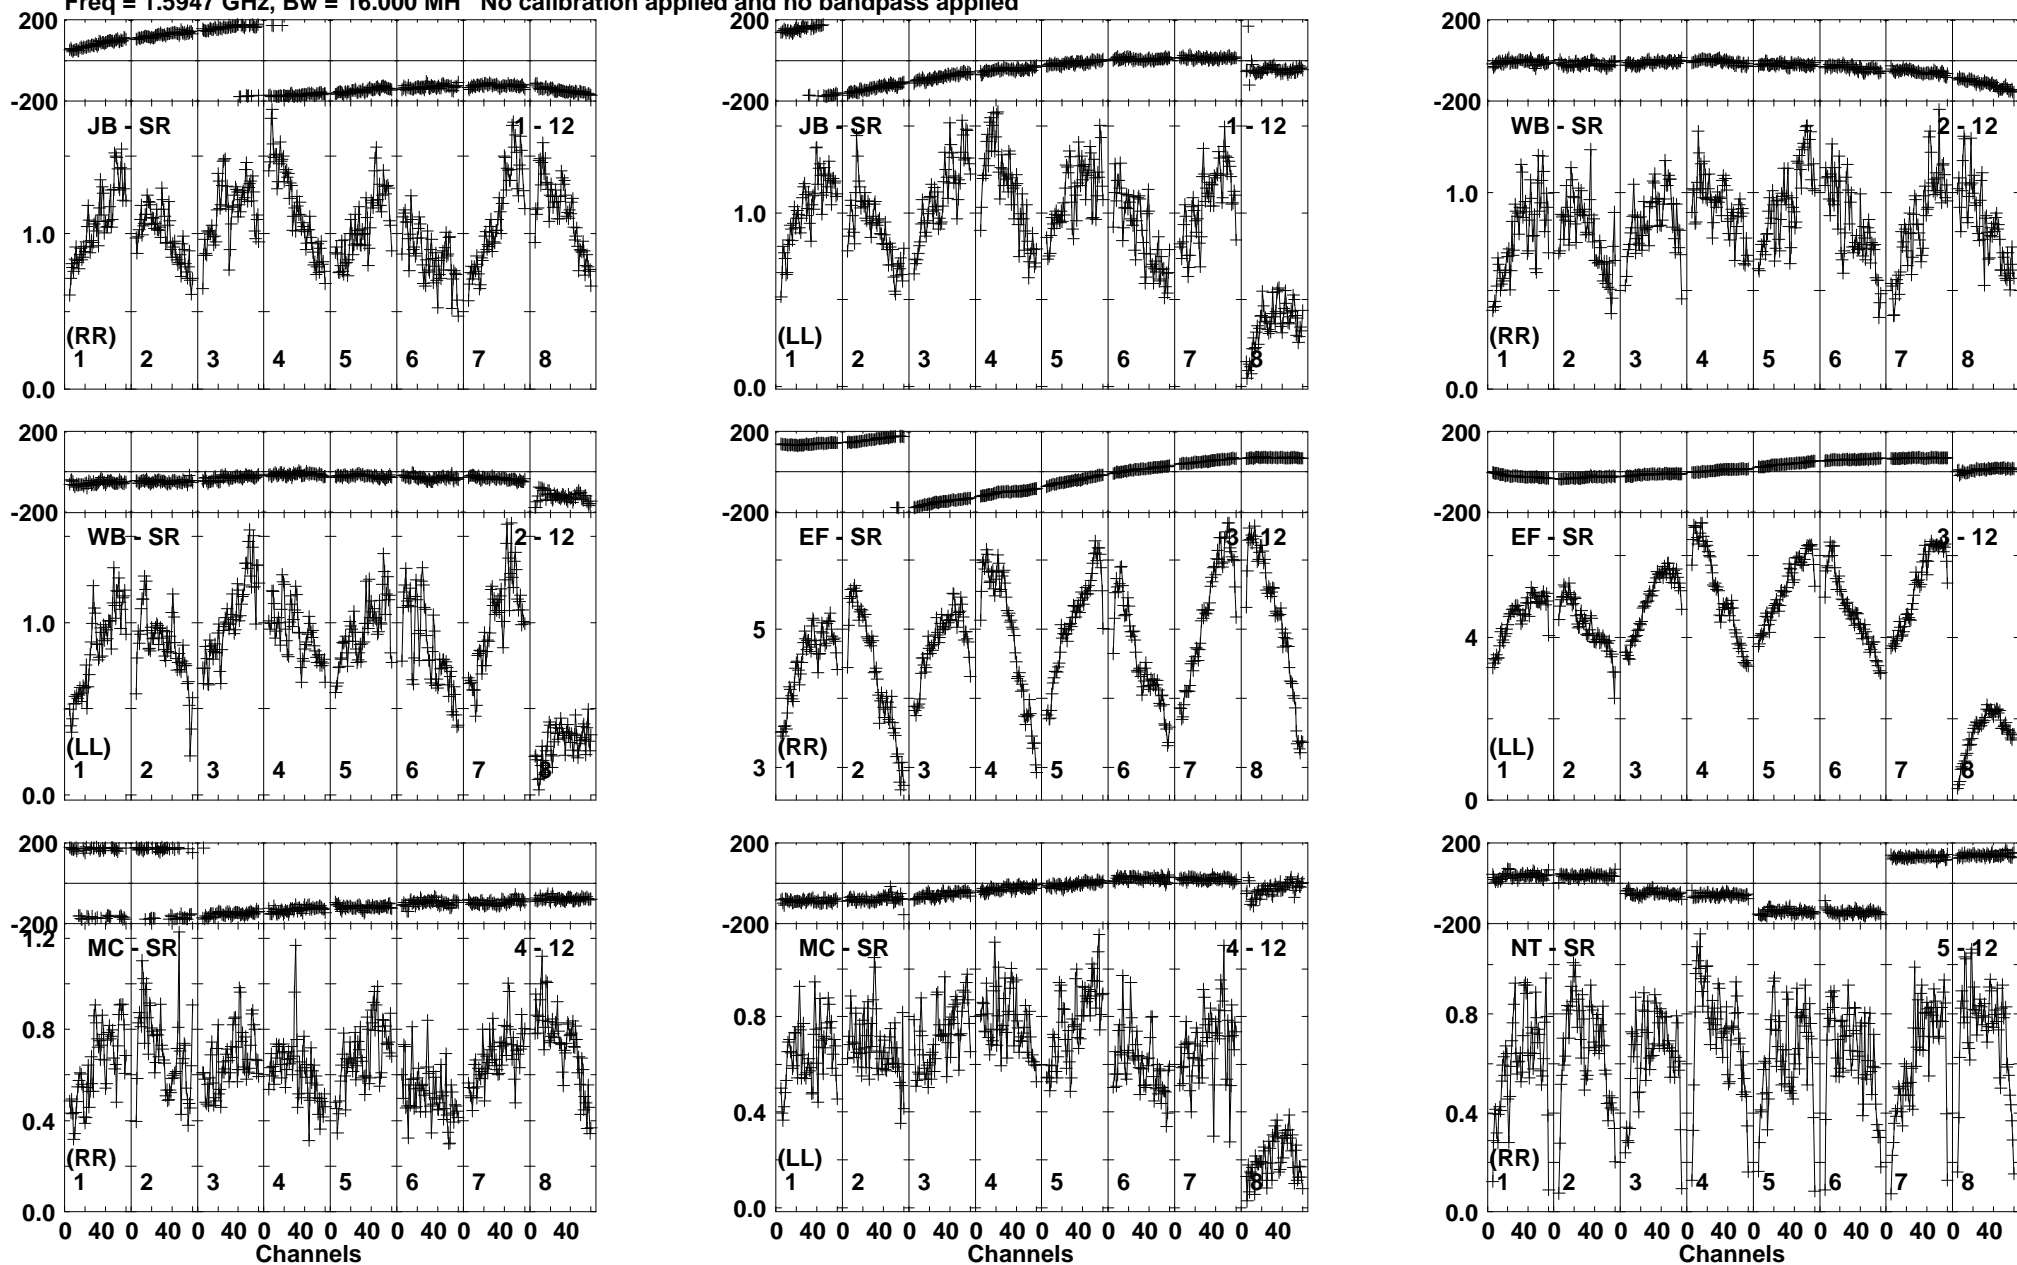 Freq = 1.5947 GHz, Bw = 16.000 MH No calibration applied and no bandpass applied
200 200 200
-200 -200 -200
JB - SR 1 - 12 JB - SR 1 - 12 WB - SR 2 - 12
1.0 1.0 1.0
(RR) (LL) (RR)
1 2 3 4 5 6 7 8 1 2 3 4 5 6 7 8 1 2 3 4 5 6 7 8
0.0 0.0 0.0
200 200 200
-200 -200 -200
WB - SR 2 - 12 EF - SR 3 - 12 EF - SR 3 - 12
1.0 5 4
(LL) (RR) (LL)
1 2 3 4 5 6 7 8 3 1 2 3 4 5 6 7 8 1 2 3 4 5 6 7 8
0.0 0
200 200 200
-200 -200 -200
1.2 MC - SR 4 - 12 MC - SR 4 - 12 NT - SR 5 - 12
0.8 0.8 0.8
0.4 0.4 0.4
(RR) (LL) (RR)
1 2 3 4 5 6 7 8 1 2 3 4 5 6 7 8 1 2 3 4 5 6 7 8
0.0 0.0 0.0
0 40 0 40 0 40 0 40 0 40 0 40 0 40 0 40 0 40 0 40 0 40 0 40 0 40 0 40 0 40 0 40 0 40 0 40 0 40 0 40 0 40 0 40 0 40 0 40
Channels Channels Channels